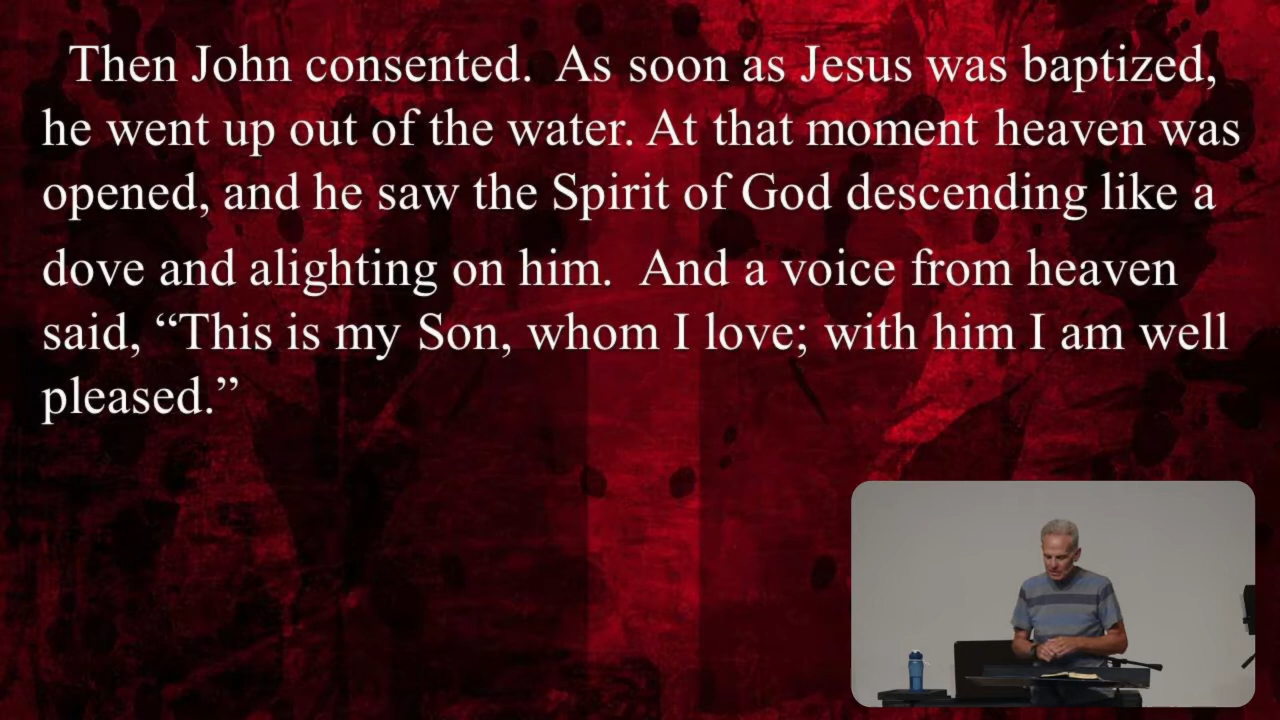 Then John consented. As soon as Jesus was baptized,
he went up out of the water. At that moment heaven was
opened, and he saw the Spirit of God descending like a
dove and alighting on him. And a voice from heaven
said, “This is my Son, whom I love; with him I am well
pleased.”